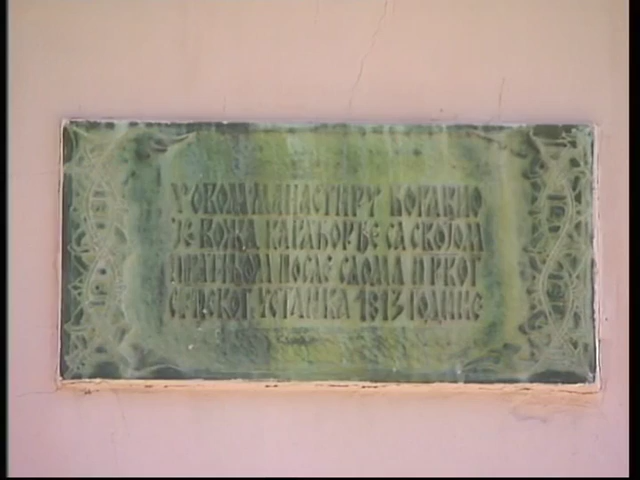 У ОВОМ МАНАСТИРУ БОРАВИО
ЈЕ ВОЖД КАРАЂОРЂЕ СА СВОЈОМ
ПРАТЊОМ ПОСЛЕ СЛОМА ПРВОГ
СРПСКОГ УСТАНКА 1813 ГОДИНЕ